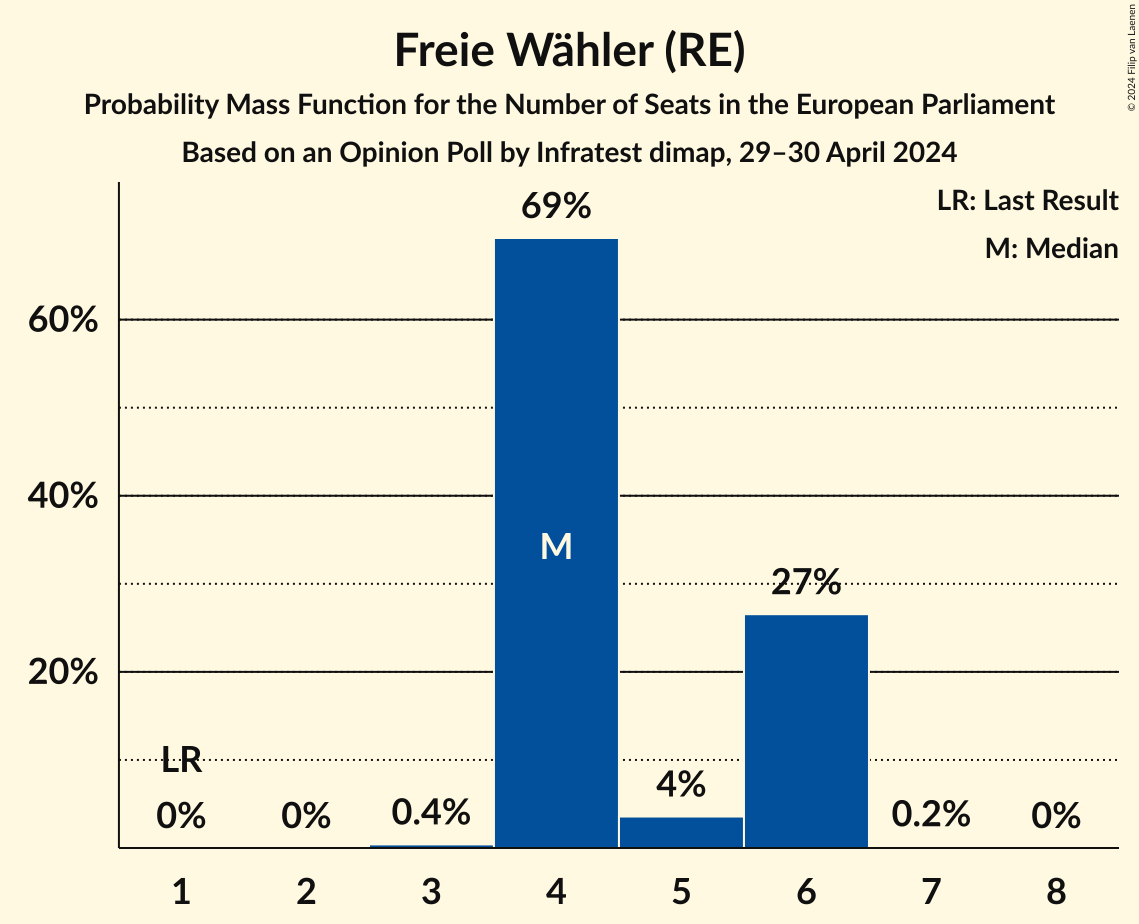 Freie Wähler (RE)
Probability Mass Function for the Number of Seats in the European Parliament
Based on an Opinion Poll by Infratest dimap, 29–30 April 2024
© 2024 Filip van Laenen
LR: Last Result
M: Median
69%
60%
40%
M
27%
20%
LR
0%
0%
0.4%
4%
0.2%
0%
1 2 3 4 5 6 7 8